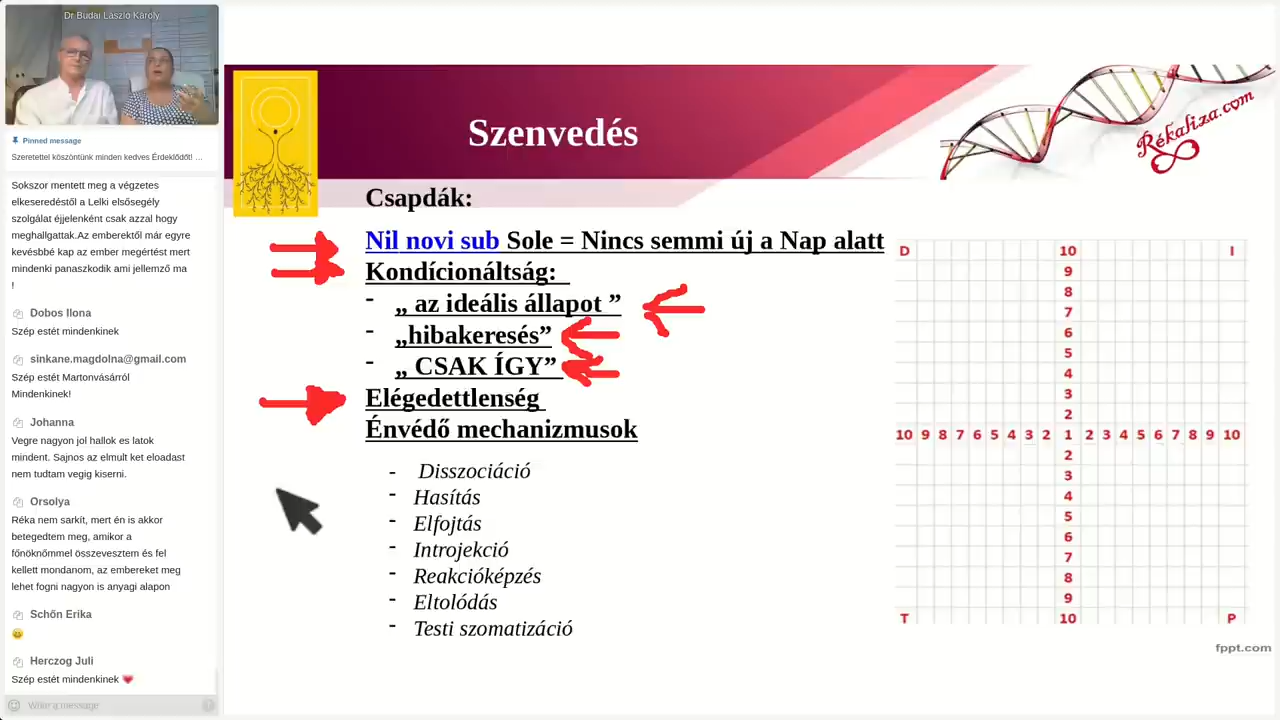 Dr Budai László Károly
Pinned message
Szeretettel köszöntünk minden kedves Érdeklődőt! ...
Sokszor mentett meg a végzetes
elkeseredéstől a Lelki elsősegély
szolgálat éjjelenként csak azzal hogy
meghallgattak.Az emberektől már egyre
kevésbbé kap az ember megértést mert
mindenki panaszkodik ami jellemző ma
!
Dobos Ilona
Szép estét mindenkinek
sinkane.magdolna@gmail.com
Szép estét Martonvásárról
Mindenkinek!
Johanna
Vegre nagyon jol hallok es latok
mindent. Sajnos az elmult ket eloadast
nem tudtam vegig kiserni.
Orsolya
Réka nem sarkít, mert én is akkor
betegedtem meg, amikor a
főnöknőmmel összevesztem és fel
kellett mondanom, az embereket meg
lehet fogni nagyon is anyagi alapon
Schőn Erika
Herczog Juli
Szép estét mindenkinek
Write a message
Szenvedés
Rékaliza.com
Csapdák:
Nil novi sub Sole = Nincs semmi új a Nap alatt
Kondícionáltság:
- „ az ideális állapot ”
- „hibakeresés”
- „ CSAK ÍGY”
Elégedettlenség
Énvédő mechanizmusok
- Disszociáció
- Hasítás
- Elfojtás
- Introjekció
- Reakcióképzés
- Eltolódás
- Testi szomatizáció
D 10 I
9
8
7
6
5
4
3
2
10 9 8 7 6 5 4 3 2 1 2 3 4 5 6 7 8 9 10
2
3
4
5
6
7
8
9
T 10 P
fppt.com